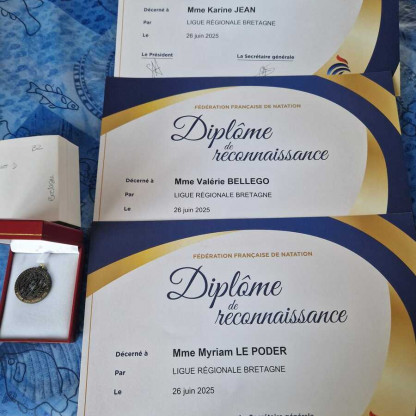 Décerné à Mme Karine JEAN
Par LIGUE RÉGIONALE BRETAGNE
Le 26 juin 2025
Le Président Le Secrétaire générale
FÉDÉRATION FRANÇAISE DE NATATION
Diplôme
de
reconnaissance
Décerné à Mme Valérie BELLEGO
Par LIGUE RÉGIONALE BRETAGNE
Le 26 juin 2025
FÉDÉRATION FRANÇAISE DE NATATION
Diplôme
de
reconnaissance
Décerné à Mme Myriam LE PODER
Par LIGUE RÉGIONALE BRETAGNE
Le 26 juin 2025